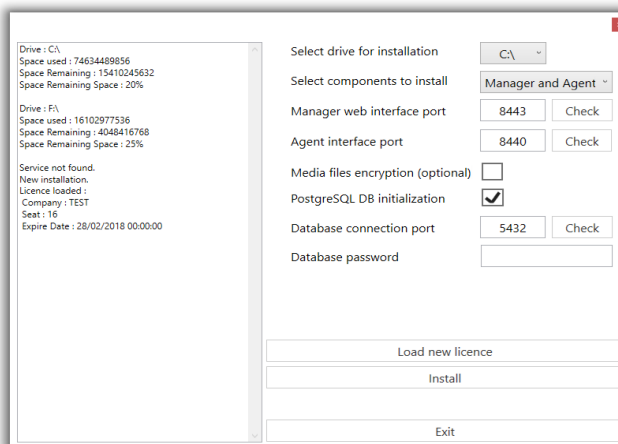 Drive : C:\
Space used : 74634489856
Space Remaining : 15410245632
Space Remaining Space : 20%
Drive : F:\
Space used : 16102977536
Space Remaining : 4048416768
Space Remaining Space : 25%
Service not found.
New installation.
Licence loaded :
Company : TEST
Seat : 16
Expire Date : 28/02/2018 00:00:00
Select drive for installation C:\
Select components to install Manager and Agent
Manager web interface port 8443 Check
Agent interface port 8440 Check
Media files encryption (optional)
PostgreSQL DB initialization
Database connection port 5432 Check
Database password
Load new licence
Install
Exit